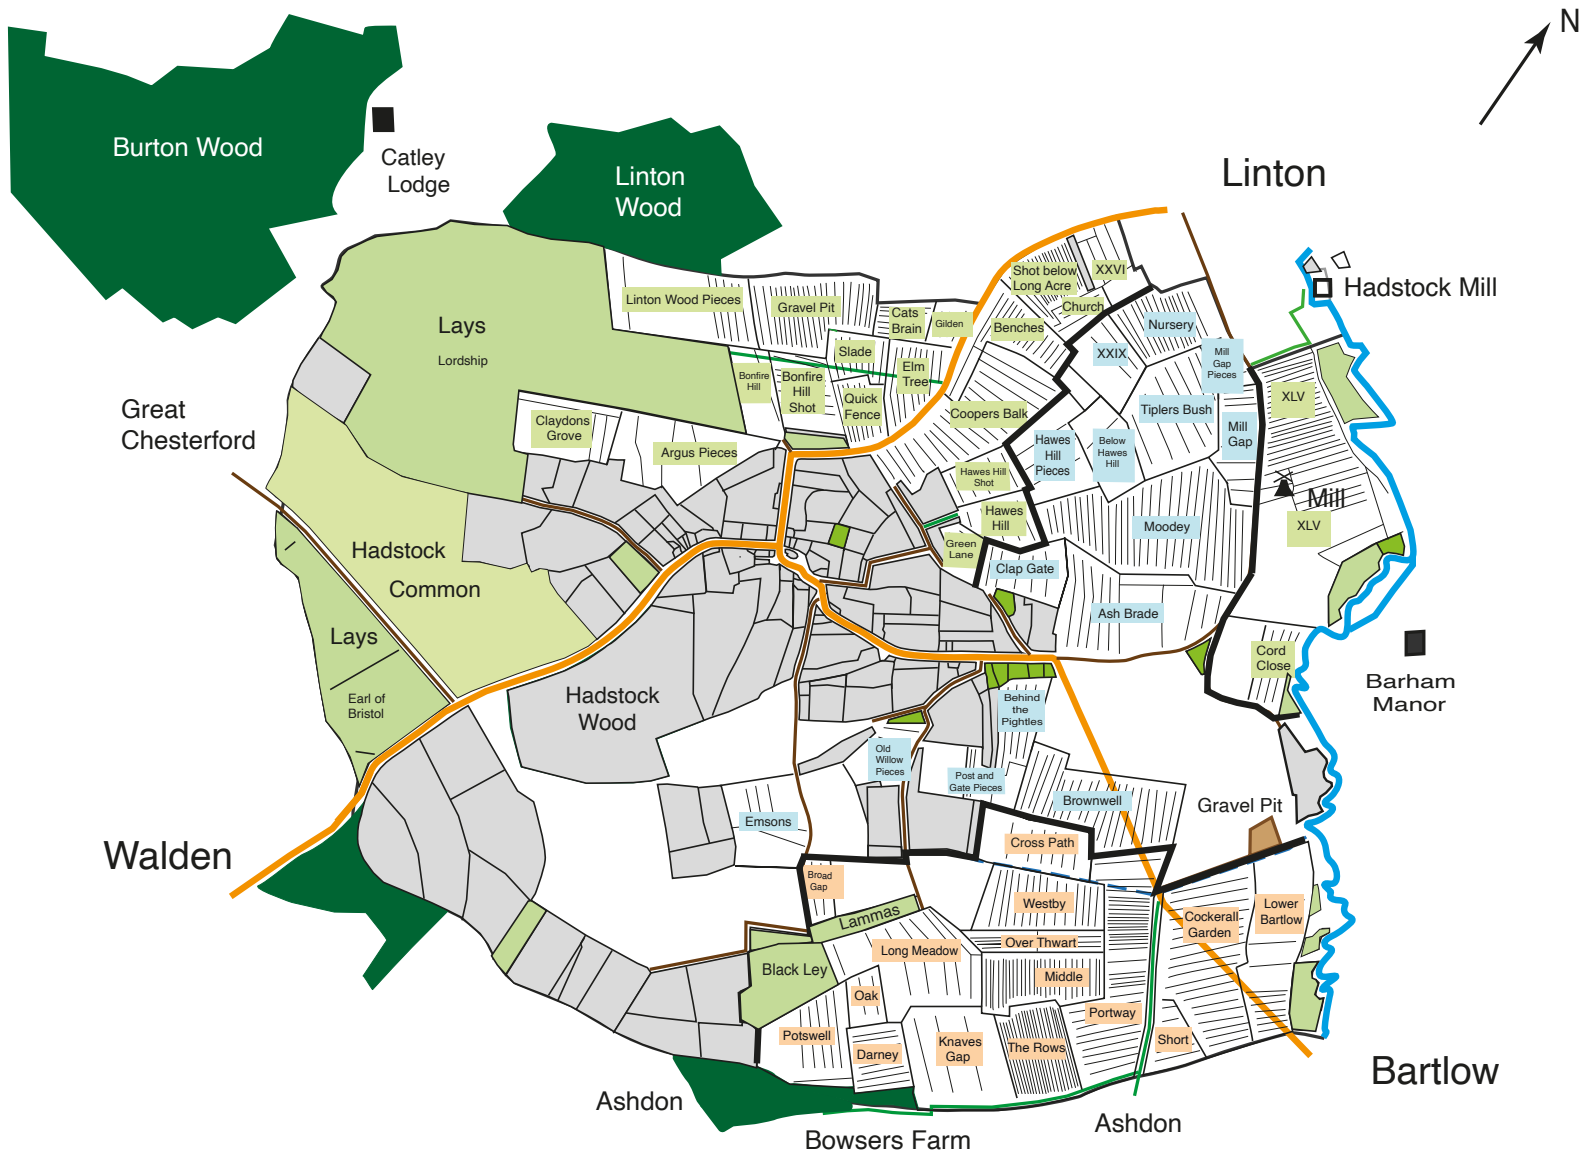 N
Burton Wood
Catley
Lodge
Linton
Wood
Linton
Hadstock Mill
Lays
Lordship
Linton Wood Pieces
Gravel Pit
Cats
Brain
Gilden
Shot below
Long Acre
XXVI
Church
Benches
Nursery
XXIX
Mill
Gap
Pieces
Slade
Elm
Tree
Bonfire
Hill
Bonfire
Hill
Shot
Quick
Fence
Coopers Balk
Tiplers Bush
XLV
Great
Chesterford
Claydons
Grove
Argus Pieces
Hawes
Hill
Pieces
Below
Hawes
Hill
Mill
Gap
Hawes Hill
Shot
Mill
XLV
Hawes
Hill
Moodey
Green
Lane
Clap Gate
Hadstock
Common
Ash Brade
Lays
Earl of
Bristol
Cord
Close
Barham
Manor
Hadstock
Wood
Behind
the
Pightles
Old
Willow
Pieces
Post and
Gate Pieces
Brownwell
Gravel Pit
Emsons
Walden
Cross Path
Broad
Gap
Westby
Lammas
Cockerall
Garden
Lower
Bartlow
Over Thwart
Long Meadow
Black Ley
Middle
Oak
Portway
Potswell
Darney
Knaves
Gap
The Rows
Short
Bartlow
Ashdon
Ashdon
Bowsers Farm